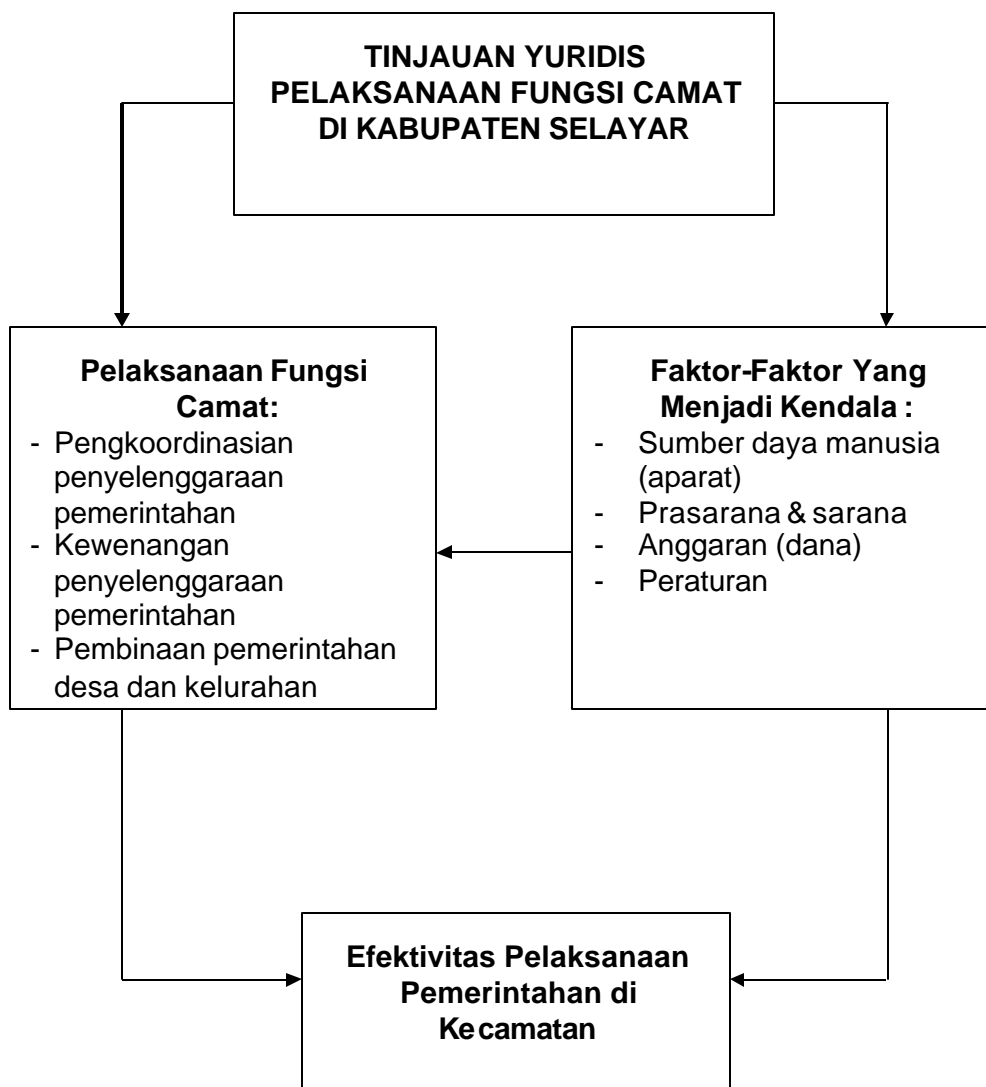 TINJAUAN YURIDIS
PELAKSANAAN FUNGSI CAMAT
DI KABUPATEN SELAYAR
Pelaksanaan Fungsi
Camat:
- Pengkoordinasian
penyelenggaraan
pemerintahan
- Kewenangan
penyelenggaraan
pemerintahan
- Pembinaan pemerintahan
desa dan kelurahan
Faktor-Faktor Yang
Menjadi Kendala :
- Sumber daya manusia
(aparat)
- Prasarana & sarana
- Anggaran (dana)
- Peraturan
Efektivitas Pelaksanaan
Pemerintahan di
Kecamatan